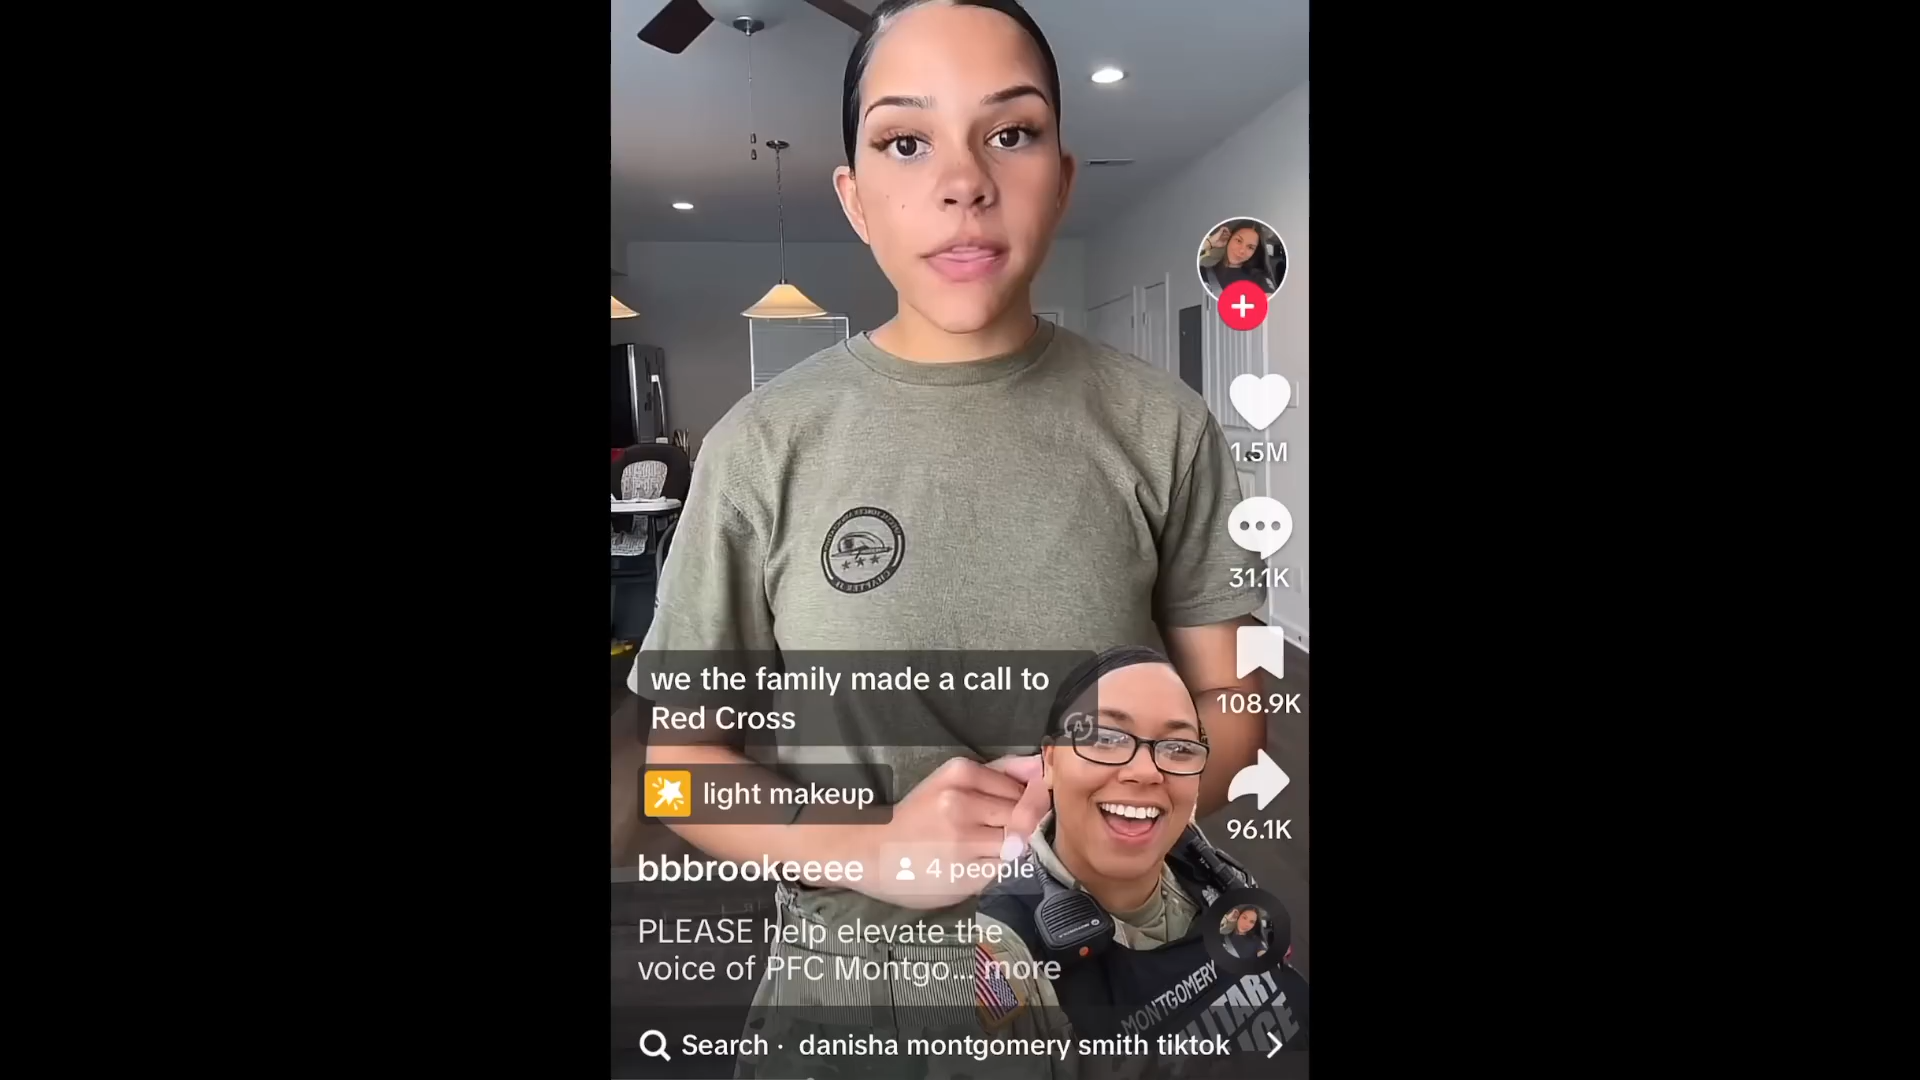 1.5M
31.1K
108.9K
96.1K
we the family made a call to
Red Cross
light makeup
bbbrookeeee
4 people
PLEASE help elevate the
voice of PFC Montgo... more
MONTGOMERY
Search · danisha montgomery smith tiktok